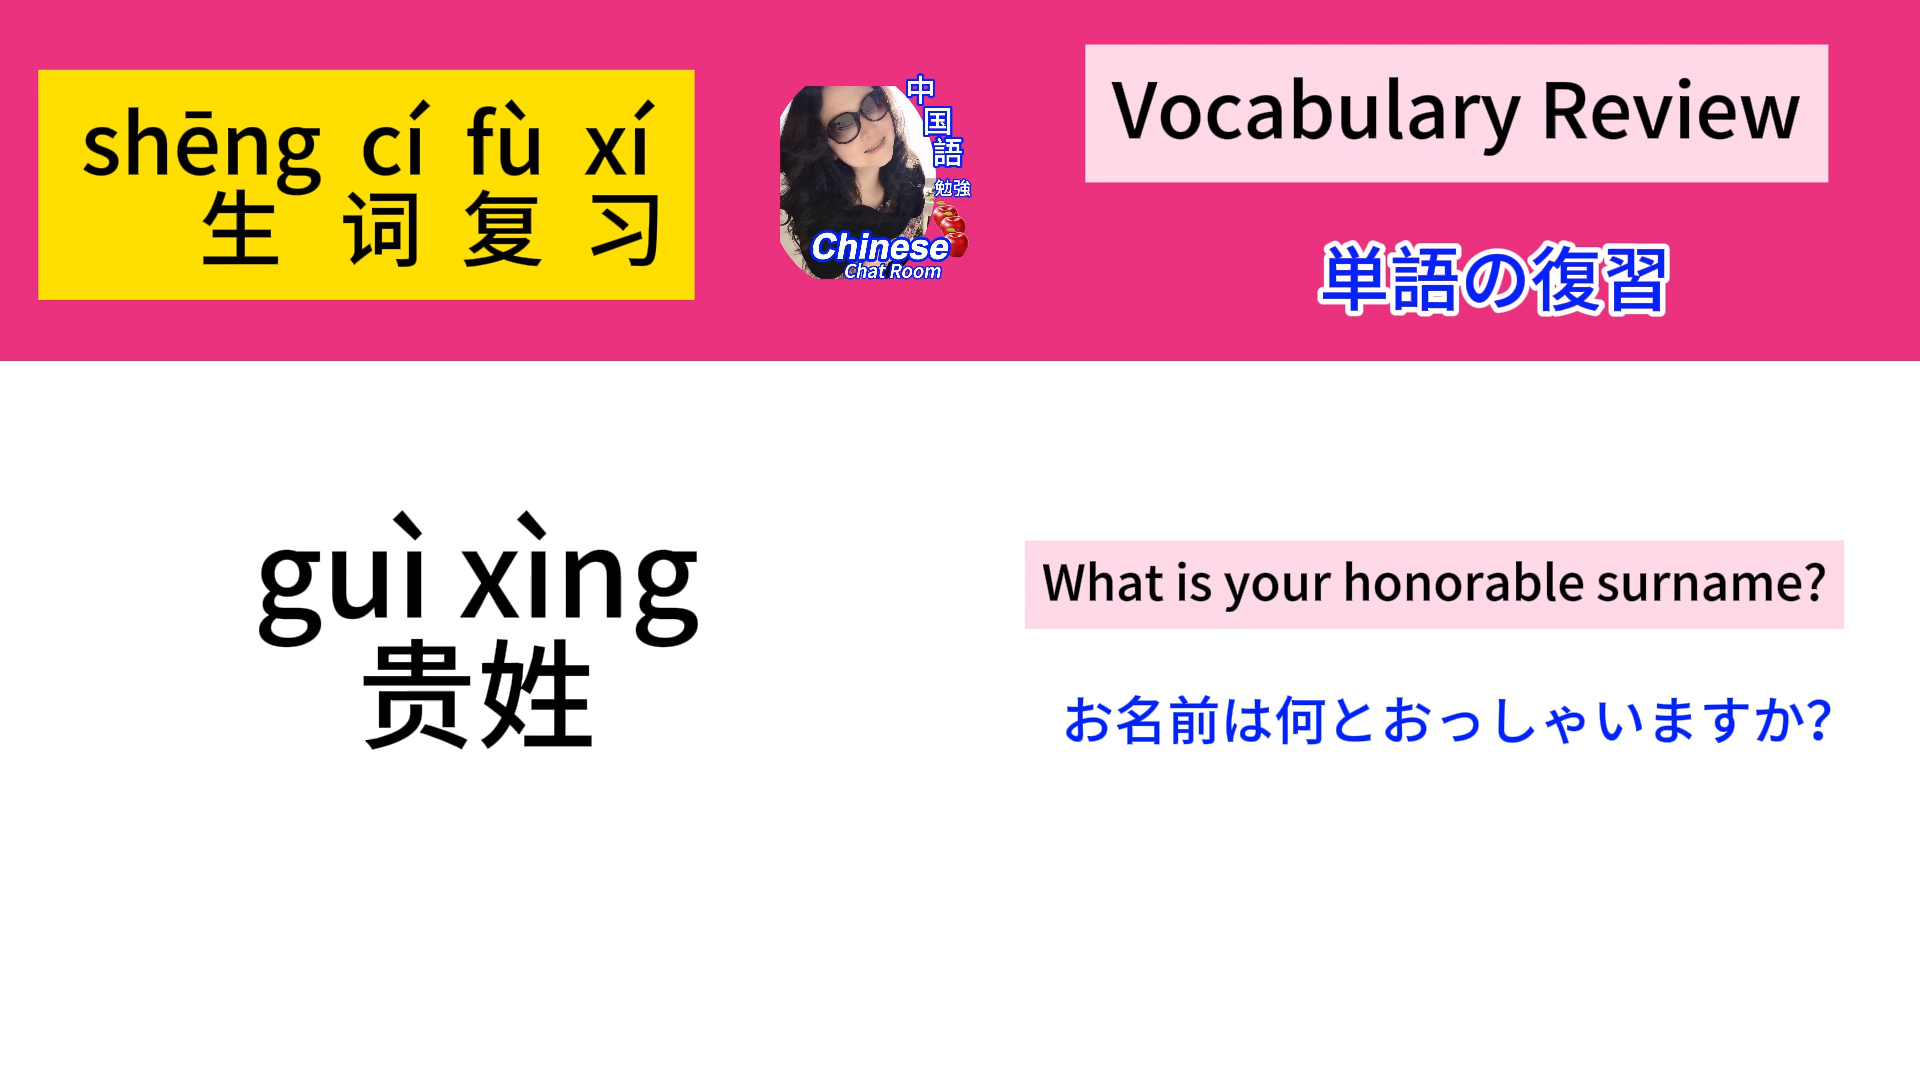 shēng cí fù xí
生 词 复 习
中
国
語
勉強
Chinese
Chat Room
Vocabulary Review
単語の復習
guì xìng
贵姓
What is your honorable surname?
お名前は何とおっしゃいますか?